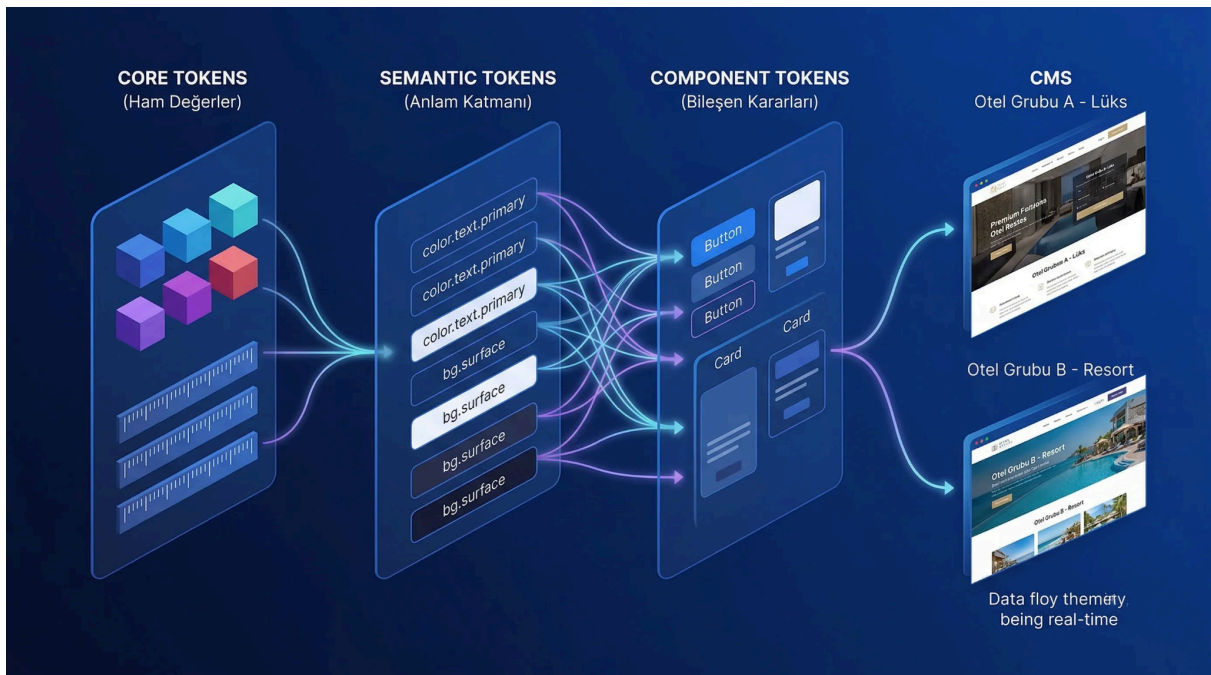 CORE TOKENS
(Ham Değerler)
SEMANTIC TOKENS
(Anlam Katmanı)
color.text.primary
color.text.primary
color.text.primary
bg.surface
bg.surface
bg.surface
bg.surface
COMPONENT TOKENS
(Bileşen Kararları)
Button
Button
Button
Card
Card
CMS
Otel Grubu A - Lüks
Otel Grubu A - Lüks
Otel Grubu B - Resort
Otel Grubu B - Resort
Otel Grubu B - Resort
Data floy
being real-time